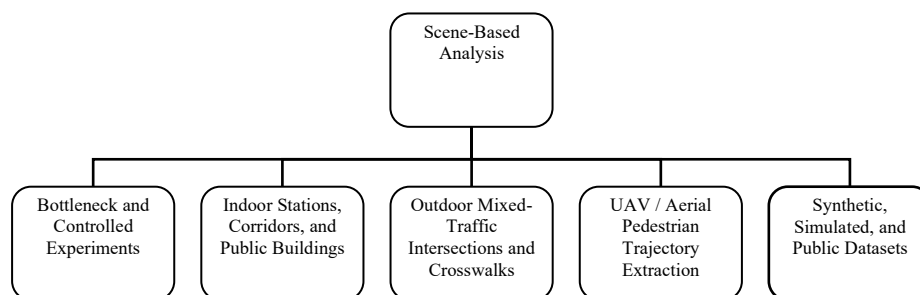 Scene-Based
Analysis
Bottleneck and
Controlled
Experiments
Indoor Stations,
Corridors, and
Public Buildings
Outdoor Mixed-
Traffic
Intersections and
Crosswalks
UAV / Aerial
Pedestrian
Trajectory
Extraction
Synthetic,
Simulated, and
Public Datasets